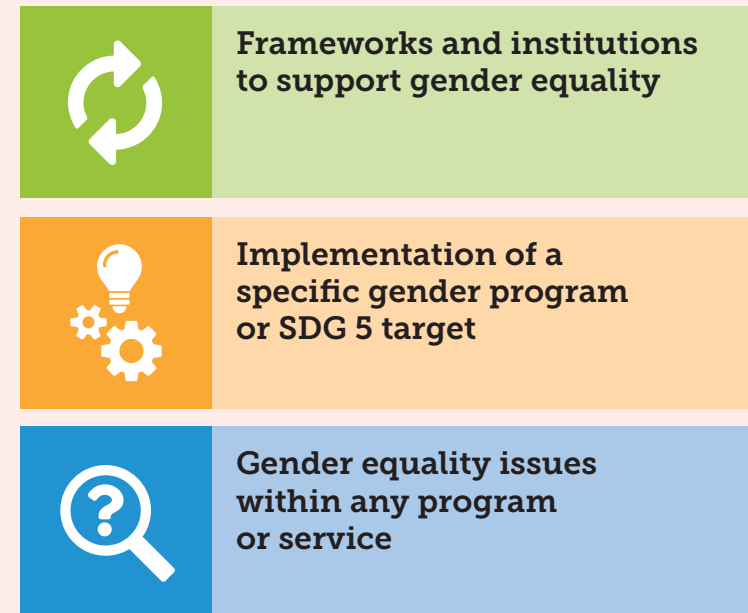 Frameworks and institutions
to support gender equality
Implementation of a
specific gender program
or SDG 5 target
?
Gender equality issues
within any program
or service